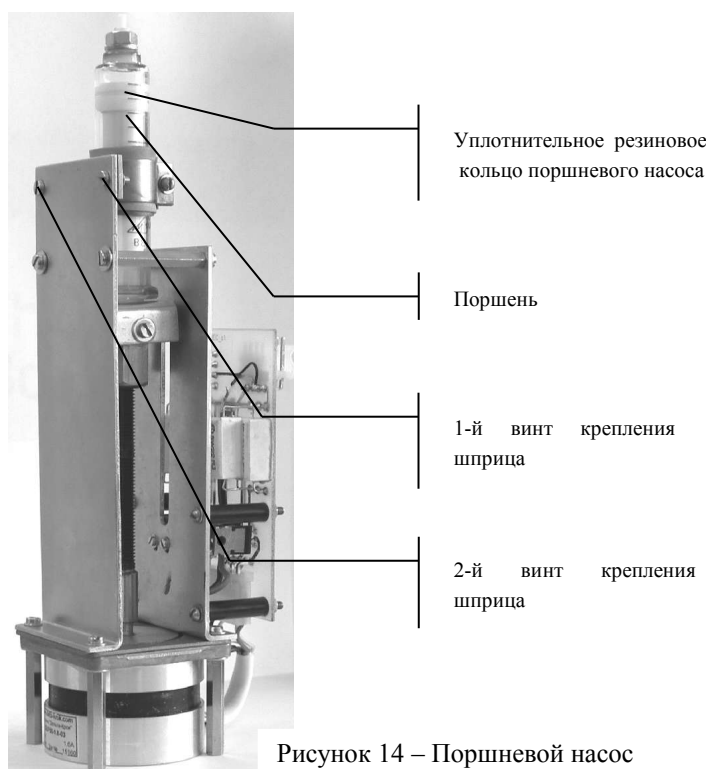 Уплотнительное резиновое
кольцо поршневого насоса
Поршень
1-й винт крепления
шприца
2-й винт крепления
шприца
Рисунок 14 – Поршневой насос